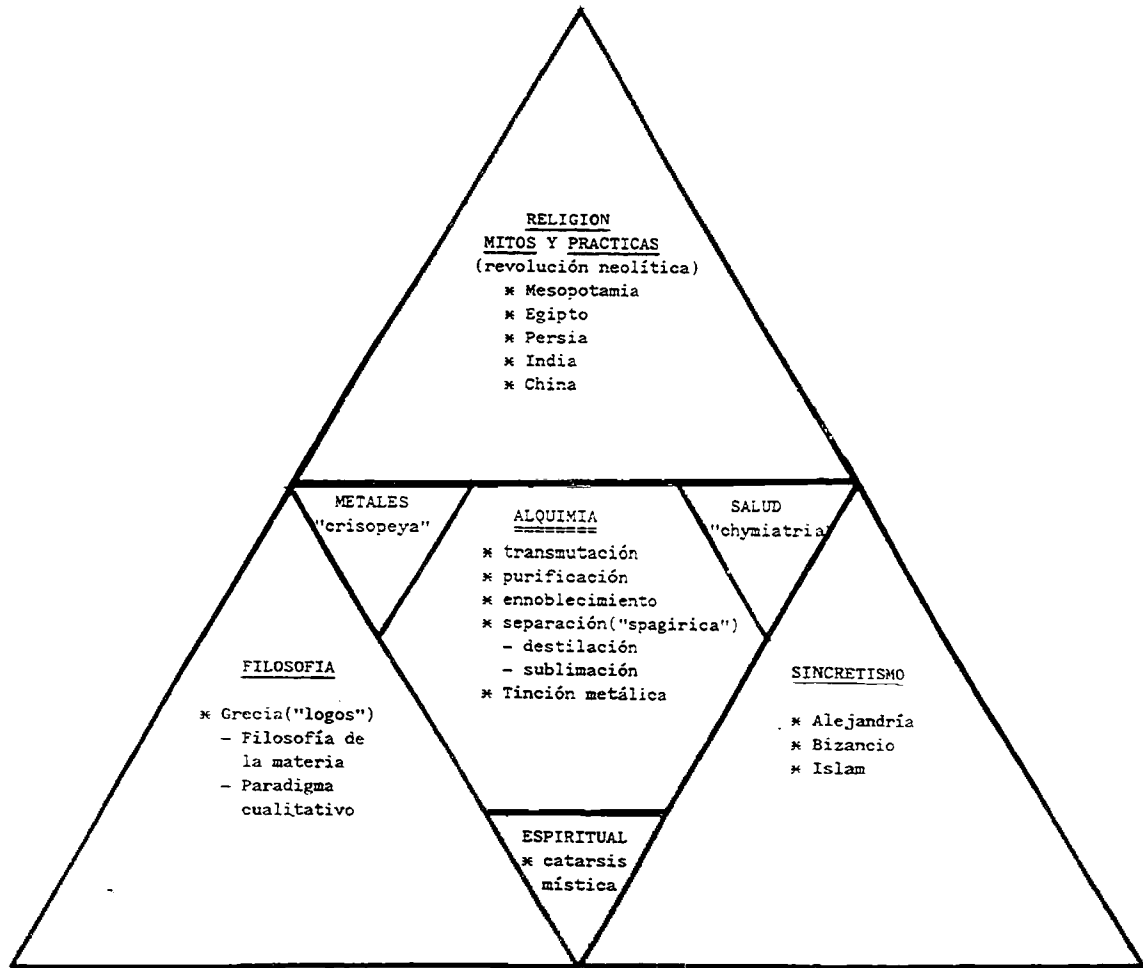 RELIGION
MITOS Y PRACTICAS
(revolución neolítica)
* Mesopotamia
* Egipto
* Persia
* India
* China
METALES
"crisopeya"
ALQUIMIA
* transmutación
* purificación
* ennoblecimiento
* separación("spagirica")
- destilación
- sublimación
* Tinción metálica
SALUD
"chymiatria
FILOSOFIA
* Grecia("logos")
- Filosofía de
la materia
- Paradigma
cualitativo
SINCRETISMO
* Alejandría
* Bizancio
* Islam
ESPIRITUAL
* catarsis
mística